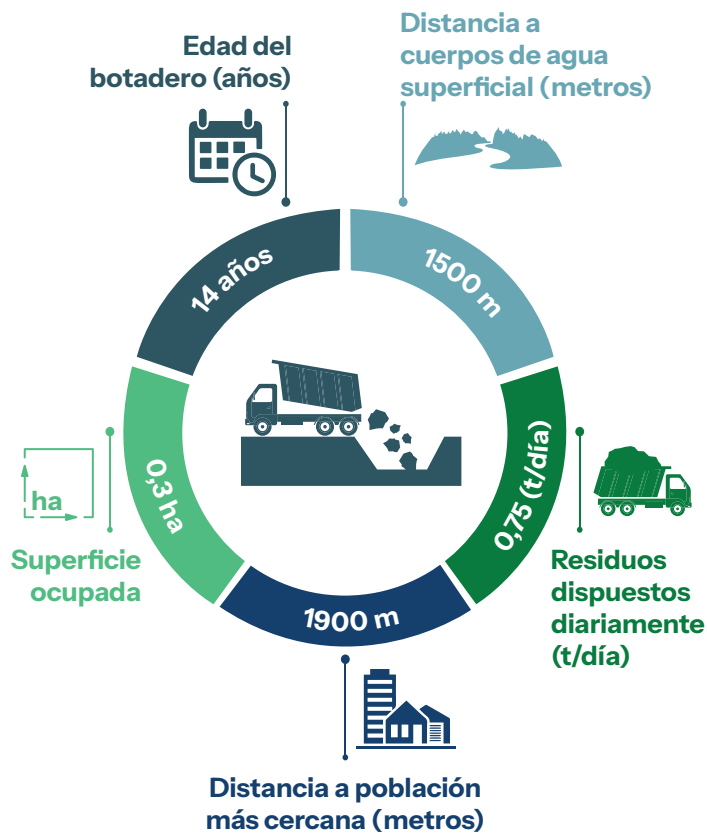 Edad del
botadero (años)
Distancia a
cuerpos de agua
superficial (metros)
14 años
1500 m
0,3 ha
0,75 (t/día)
1900 m
ha
Superficie
ocupada
Residuos
dispuestos
diariamente
(t/día)
Distancia a población
más cercana (metros)